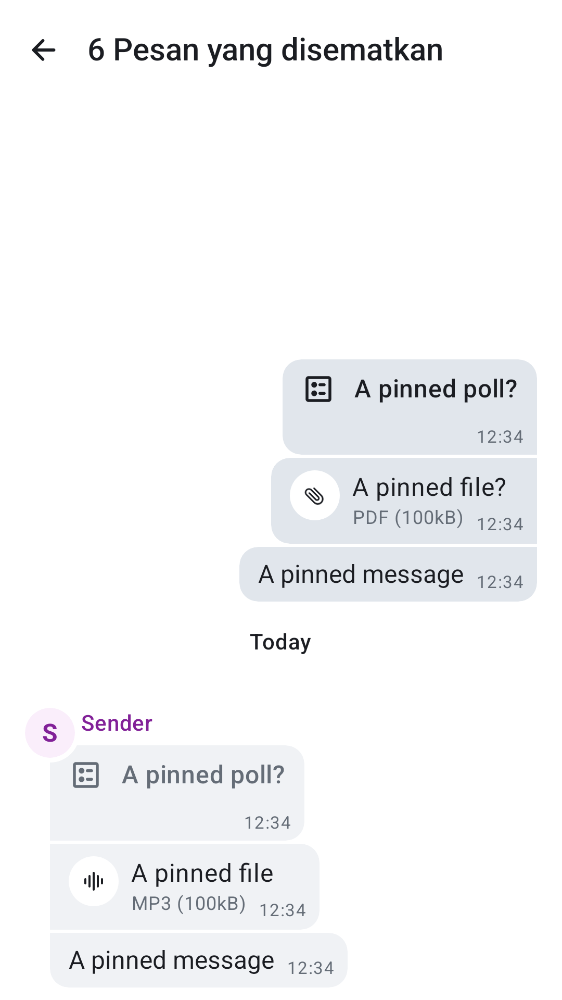 6 Pesan yang disematkan
A pinned poll?
12:34
A pinned file?
PDF (100kB) 12:34
A pinned message 12:34
Today
S Sender
A pinned poll?
12:34
A pinned file
MP3 (100kB) 12:34
A pinned message 12:34